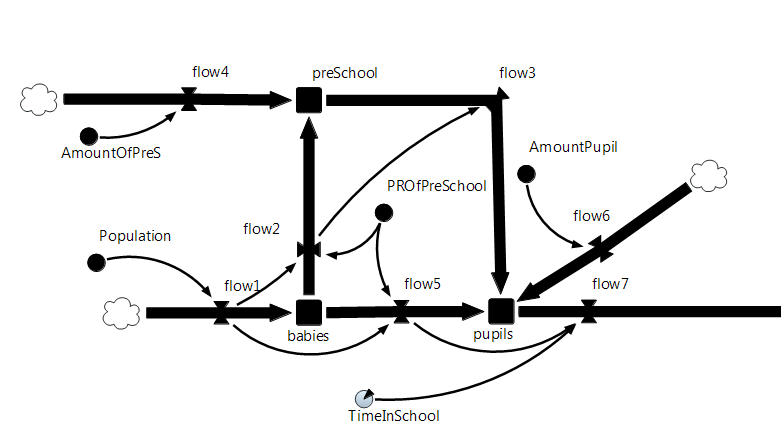 flow4
preSchool
flow3
AmountOfPreS
AmountPupil
PROfPreSchool
flow6
flow2
Population
flow1
flow5
flow7
babies
pupils
TimeInSchool